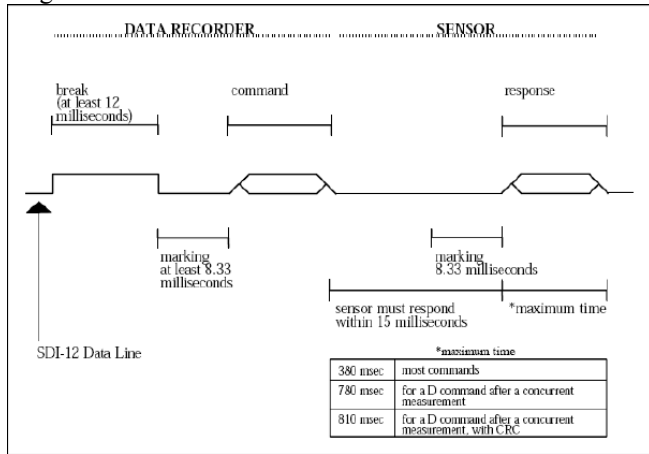 DATA RECORDER
SENSOR
break
(at least 12
milliseconds)
command
response
marking
at least 8.33
milliseconds
marking
8.33 milliseconds
sensor must respond
within 15 milliseconds
*maximum time
SDI-12 Data Line
*maximum time
380 msec most commands
780 msec for a D command after a concurrent
measurement
810 msec for a D command after a concurrent
measurement, with CRC